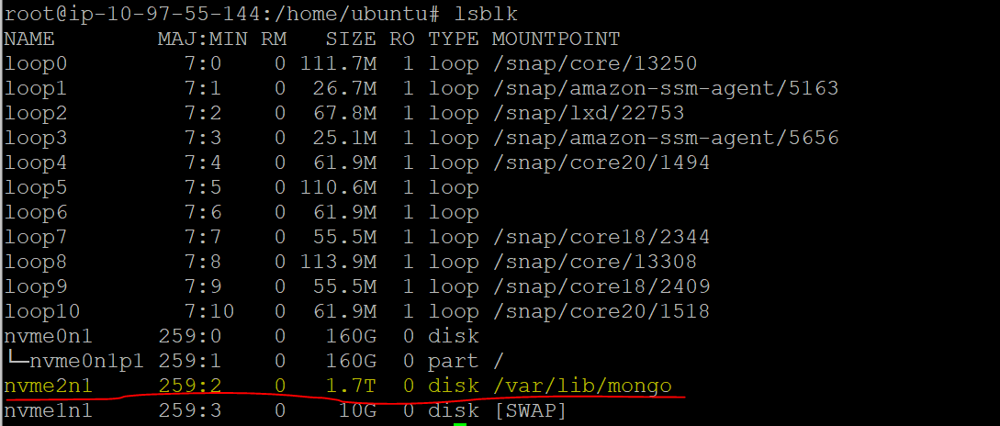 root@ip-10-97-55-144:/home/ubuntu# lsblk
NAME        MAJ:MIN RM   SIZE RO TYPE MOUNTPOINT
loop0         7:0    0 111.7M  1 loop /snap/core/13250
loop1         7:1    0  26.7M  1 loop /snap/amazon-ssm-agent/5163
loop2         7:2    0  67.8M  1 loop /snap/lxd/22753
loop3         7:3    0  25.1M  1 loop /snap/amazon-ssm-agent/5656
loop4         7:4    0  61.9M  1 loop /snap/core20/1494
loop5         7:5    0 110.6M  1 loop
loop6         7:6    0  61.9M  1 loop
loop7         7:7    0  55.5M  1 loop /snap/core18/2344
loop8         7:8    0 113.9M  1 loop /snap/core/13308
loop9         7:9    0  55.5M  1 loop /snap/core18/2409
loop10        7:10   0  61.9M  1 loop /snap/core20/1518
nvme0n1     259:0    0   160G  0 disk
└─nvme0n1p1 259:1    0   160G  0 part /
nvme2n1     259:2    0   1.7T  0 disk /var/lib/mongo
nvme1n1     259:3    0    10G  0 disk [SWAP]